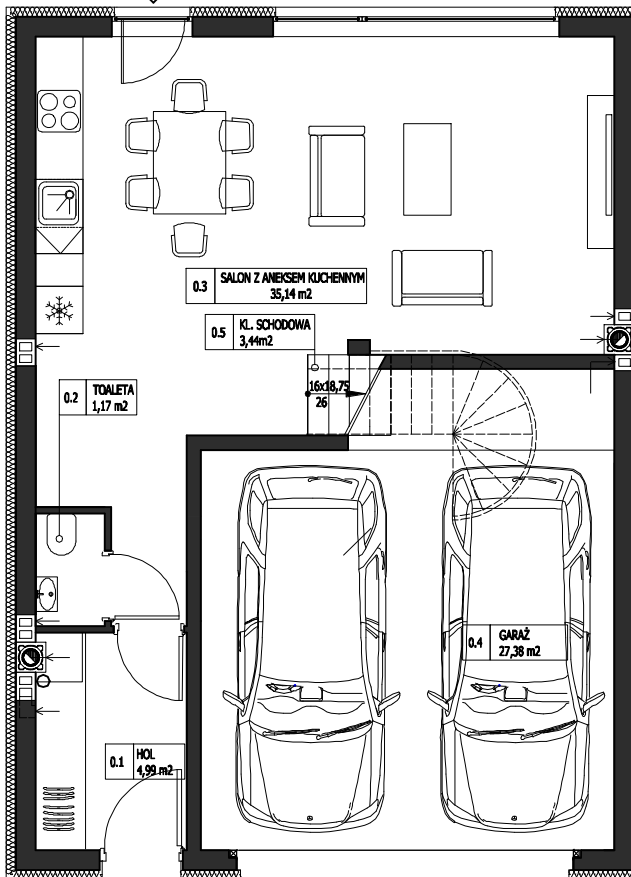 0.3 SALON Z ANEKSEM KUCHENNYM
35,14 m2
0.5 KL. SCHODOWA
3,44m2
16x18,75
26
0.2 TOALETA
1,17 m2
0.4 GARAŻ
27,38 m2
0.1 HOL
4,99 m2